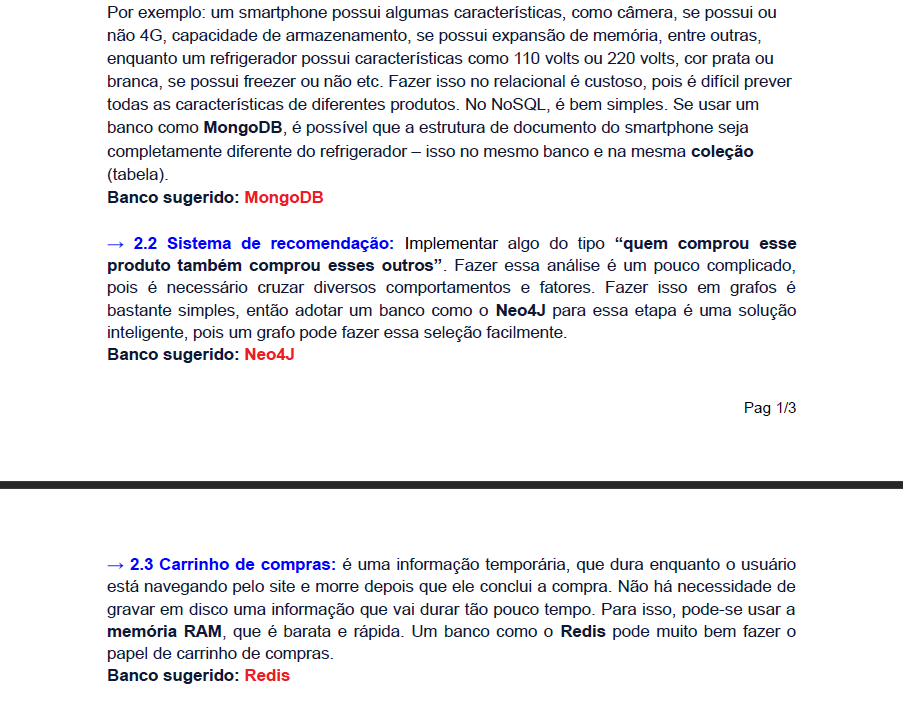 Por exemplo: um smartphone possui algumas características, como câmera, se possui ou
não 4G, capacidade de armazenamento, se possui expansão de memória, entre outras,
enquanto um refrigerador possui características como 110 volts ou 220 volts, cor prata ou
branca, se possui freezer ou não etc. Fazer isso no relacional é custoso, pois é difícil prever
todas as características de diferentes produtos. No NoSQL, é bem simples. Se usar um
banco como MongoDB, é possível que a estrutura de documento do smartphone seja
completamente diferente do refrigerador – isso no mesmo banco e na mesma coleção
(tabela).
Banco sugerido: MongoDB
→ 2.2 Sistema de recomendação: Implementar algo do tipo “quem comprou esse
produto também comprou esses outros”. Fazer essa análise é um pouco complicado,
pois é necessário cruzar diversos comportamentos e fatores. Fazer isso em grafos é
bastante simples, então adotar um banco como o Neo4J para essa etapa é uma solução
inteligente, pois um grafo pode fazer essa seleção facilmente.
Banco sugerido: Neo4J
Pag 1/3
→ 2.3 Carrinho de compras: é uma informação temporária, que dura enquanto o usuário
está navegando pelo site e morre depois que ele conclui a compra. Não há necessidade de
gravar em disco uma informação que vai durar tão pouco tempo. Para isso, pode-se usar a
memória RAM, que é barata e rápida. Um banco como o Redis pode muito bem fazer o
papel de carrinho de compras.
Banco sugerido: Redis